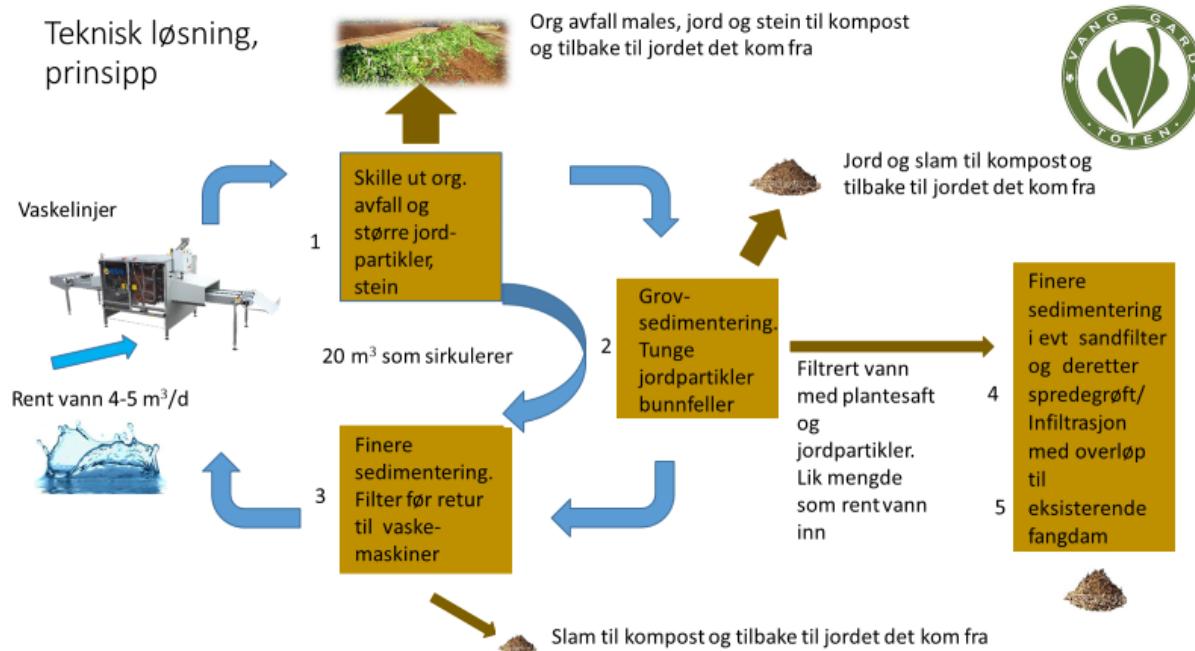 Teknisk løsning,
prinsipp
Org avfall males, jord og stein til kompost
og tilbake til jordet det kom fra
VANG GARD
TOTEN
Jord og slam til kompost og
tilbake til jordet det kom fra
Vaskelinjer
1
Skille ut org.
avfall og
større jord-
partikler,
stein
20 m³ som sirkulerer
Rent vann 4-5 m³/d
2
Grov-
sedimentering.
Tunge
jordpartikler
bunnfeller
Filtrert vann
med plantesaft
og
jordpartikler.
Lik mengde
som rent vann
inn
4
5
Finere
sedimentering
i evt sandfilter
og deretter
spredegrøft/
Infiltrasjon
med overløp
til
eksisterende
fangdam
3
Finere
sedimentering.
Filter før retur
til vaske-
maskiner
Slam til kompost og tilbake til jordet det kom fra